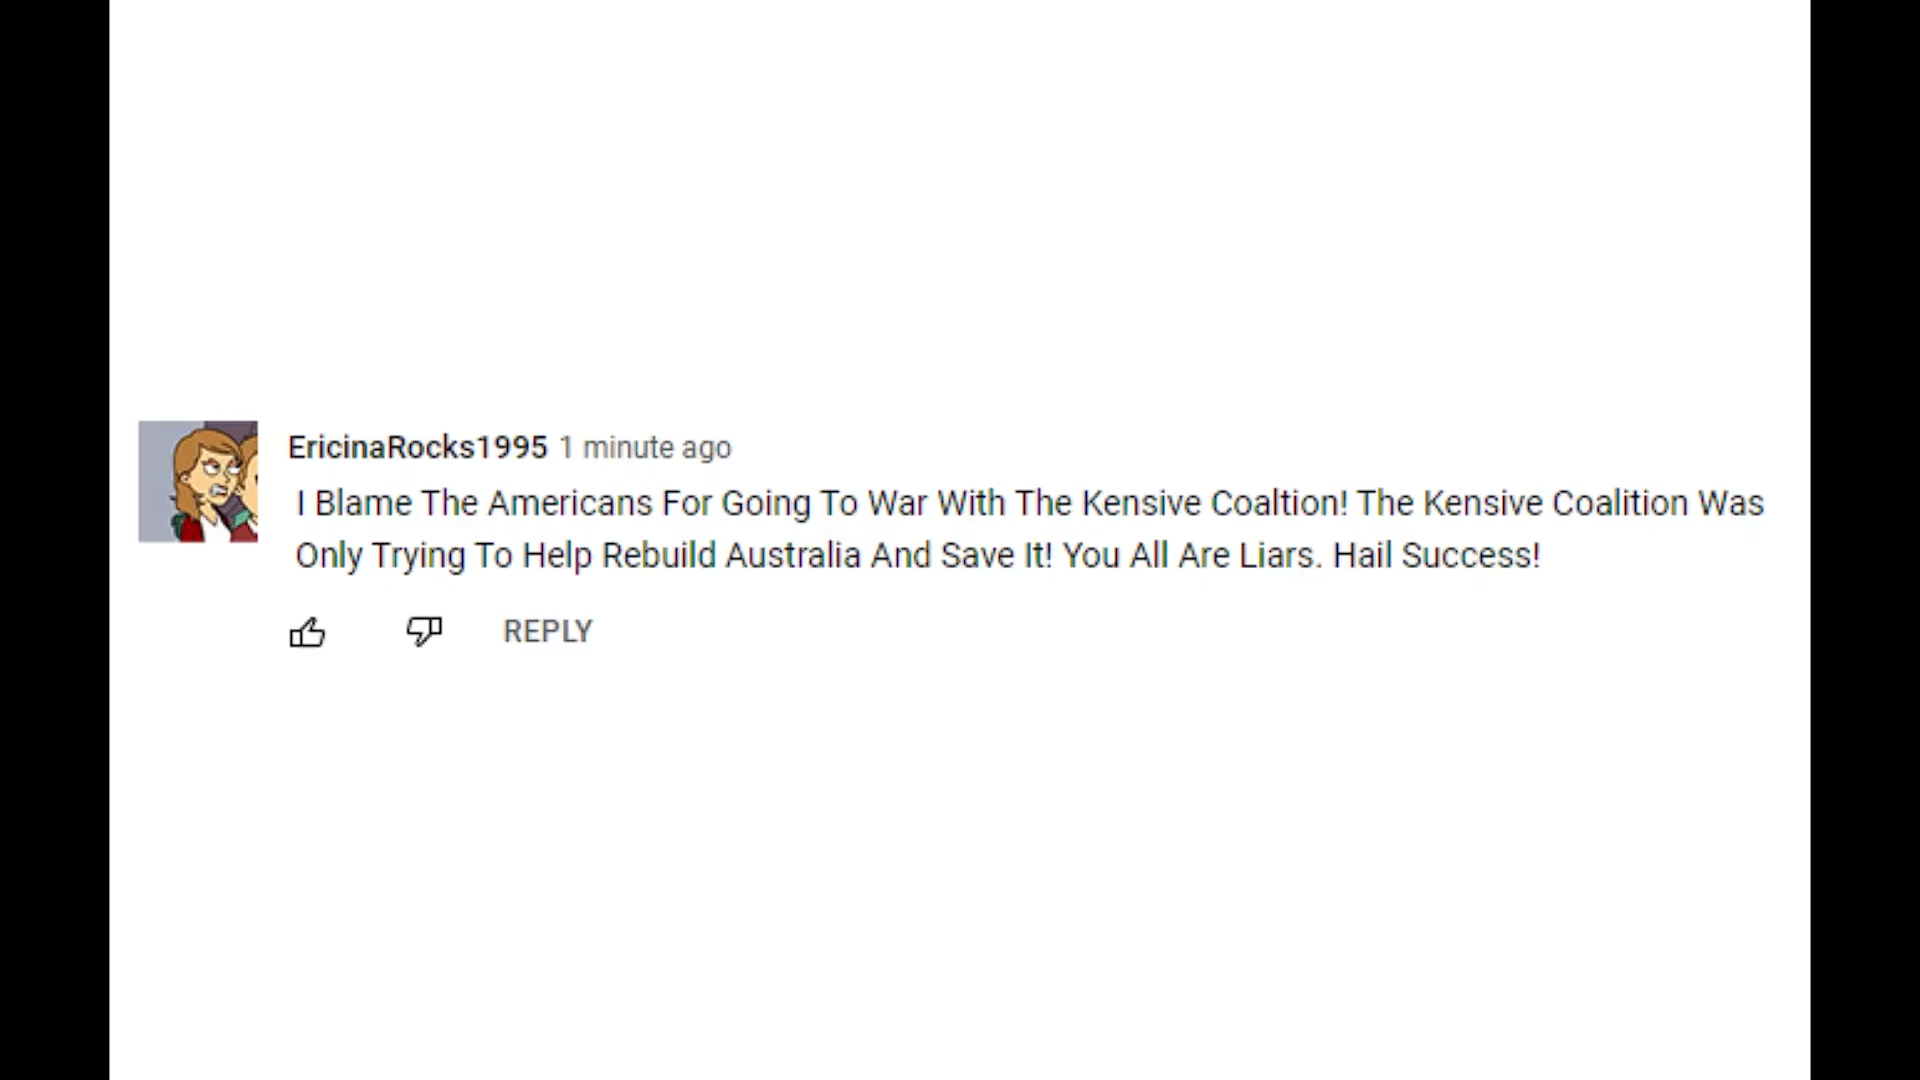 EricinaRocks1995 1 minute ago
I Blame The Americans For Going To War With The Kensive Coaltion! The Kensive Coalition Was
Only Trying To Help Rebuild Australia And Save It! You All Are Liars. Hail Success!
REPLY